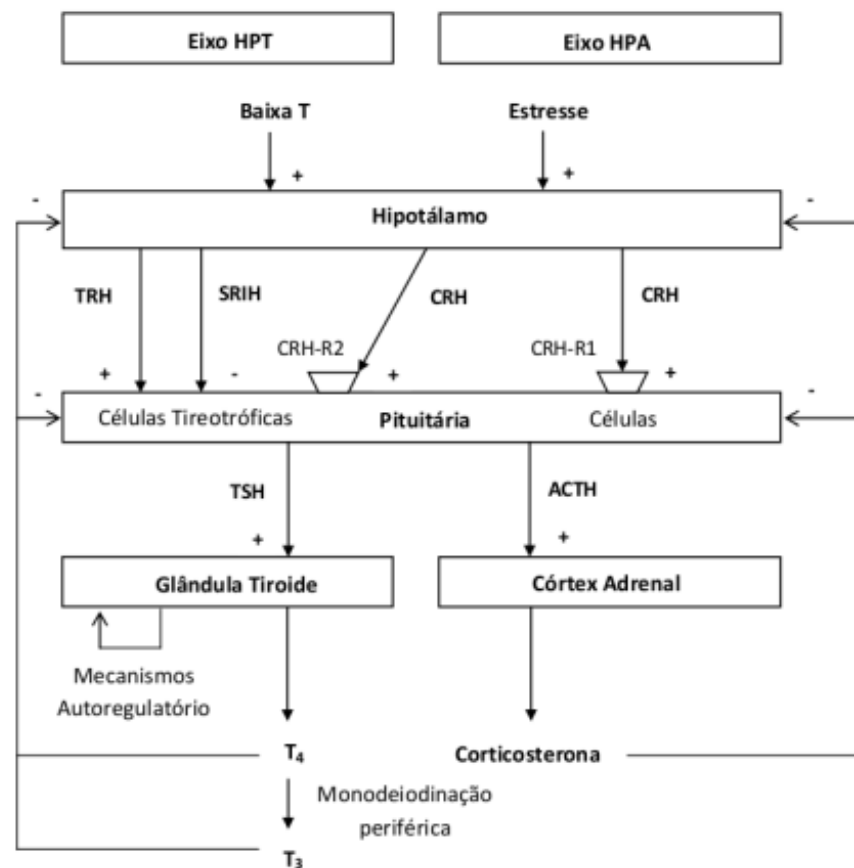 Eixo HPT
Eixo HPA
Baixa T
Estresse
+
+
-
-
Hipotálamo
TRH
SRIH
CRH
CRH
CRH-R2
CRH-R1
+
-
+
+
-
-
Células Tireotróficas
Pituitária
Células
TSH
ACTH
+
+
Glândula Tiroide
Córtex Adrenal
Mecanismos
Autoregulatório
T₄
Corticosterona
Monodeiodinação
periférica
T₃